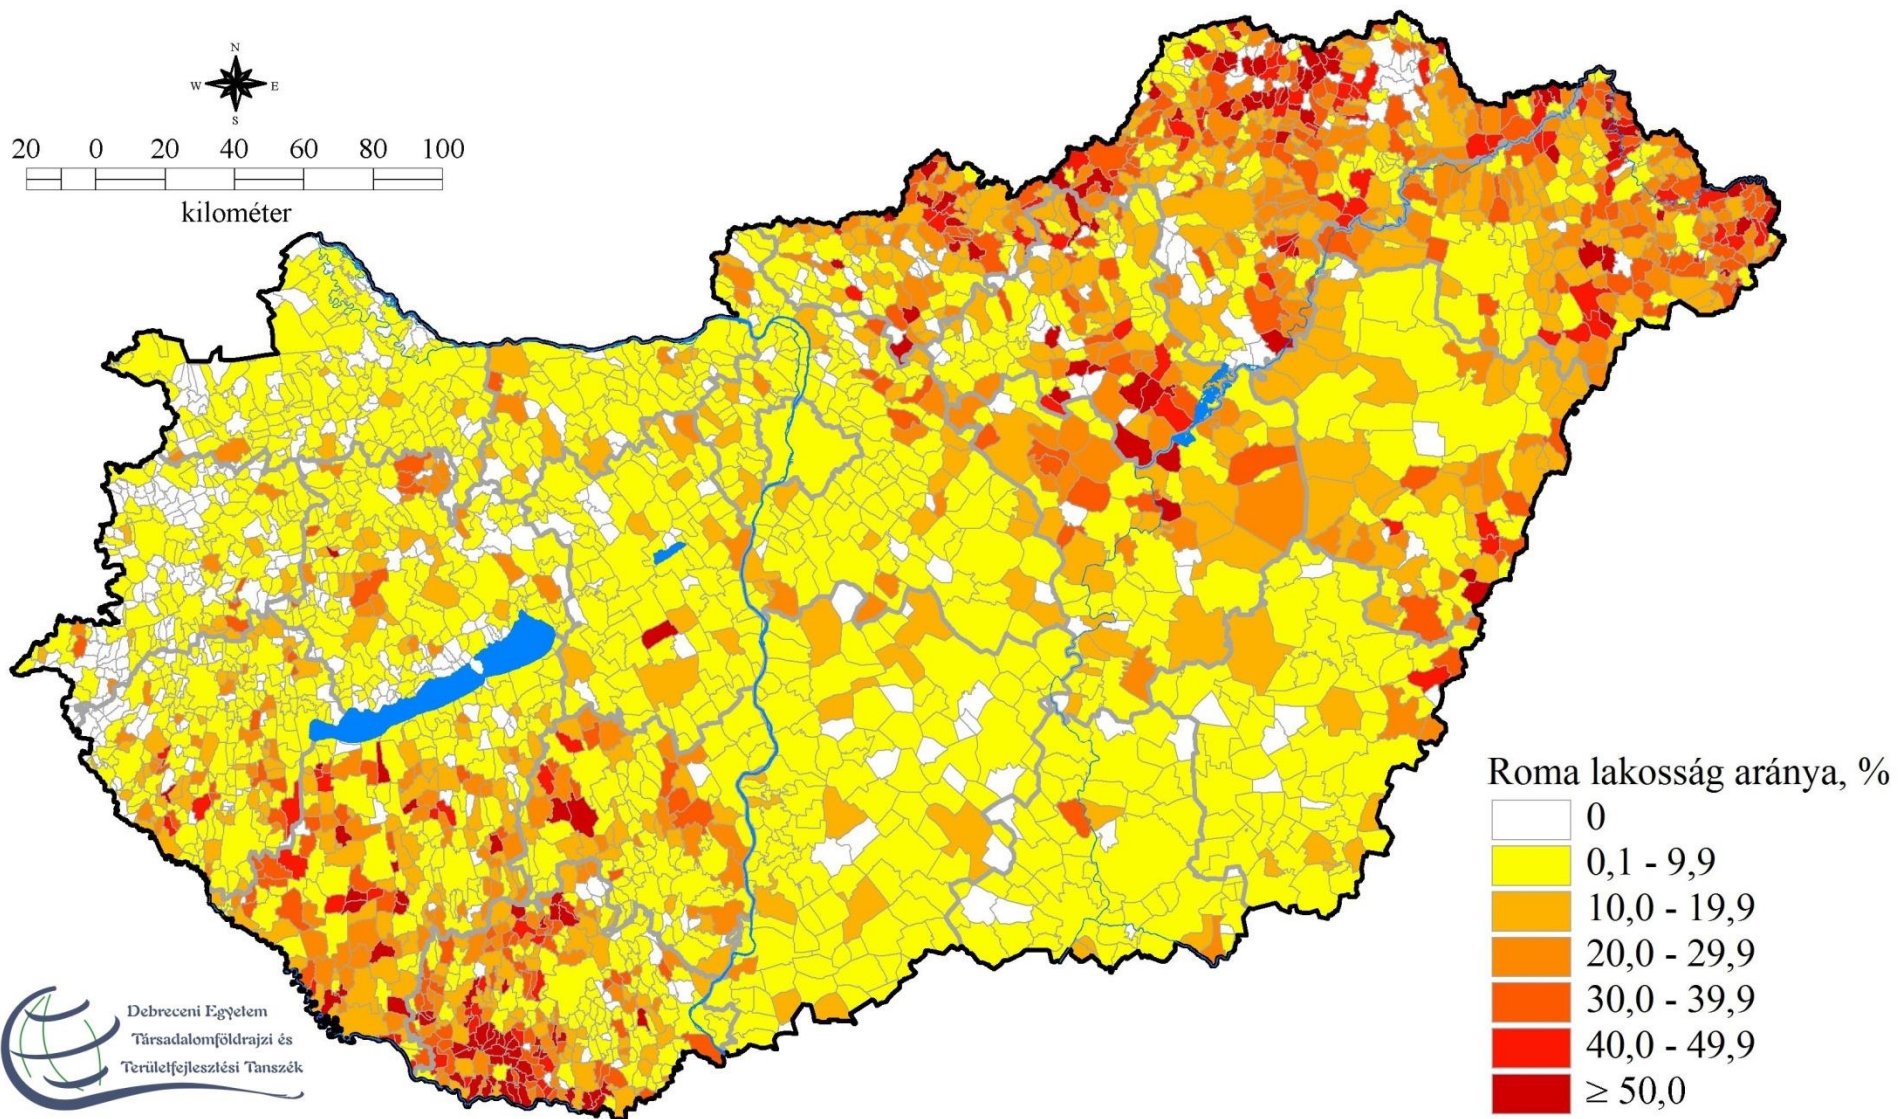 N
W E
S
20 0 20 40 60 80 100
kilométer
Roma lakosság aránya, %
0
0,1 - 9,9
10,0 - 19,9
20,0 - 29,9
30,0 - 39,9
40,0 - 49,9
≥ 50,0
Debreceni Egyetem
Társadalomföldrajzi és
Területfejlesztési Tanszék